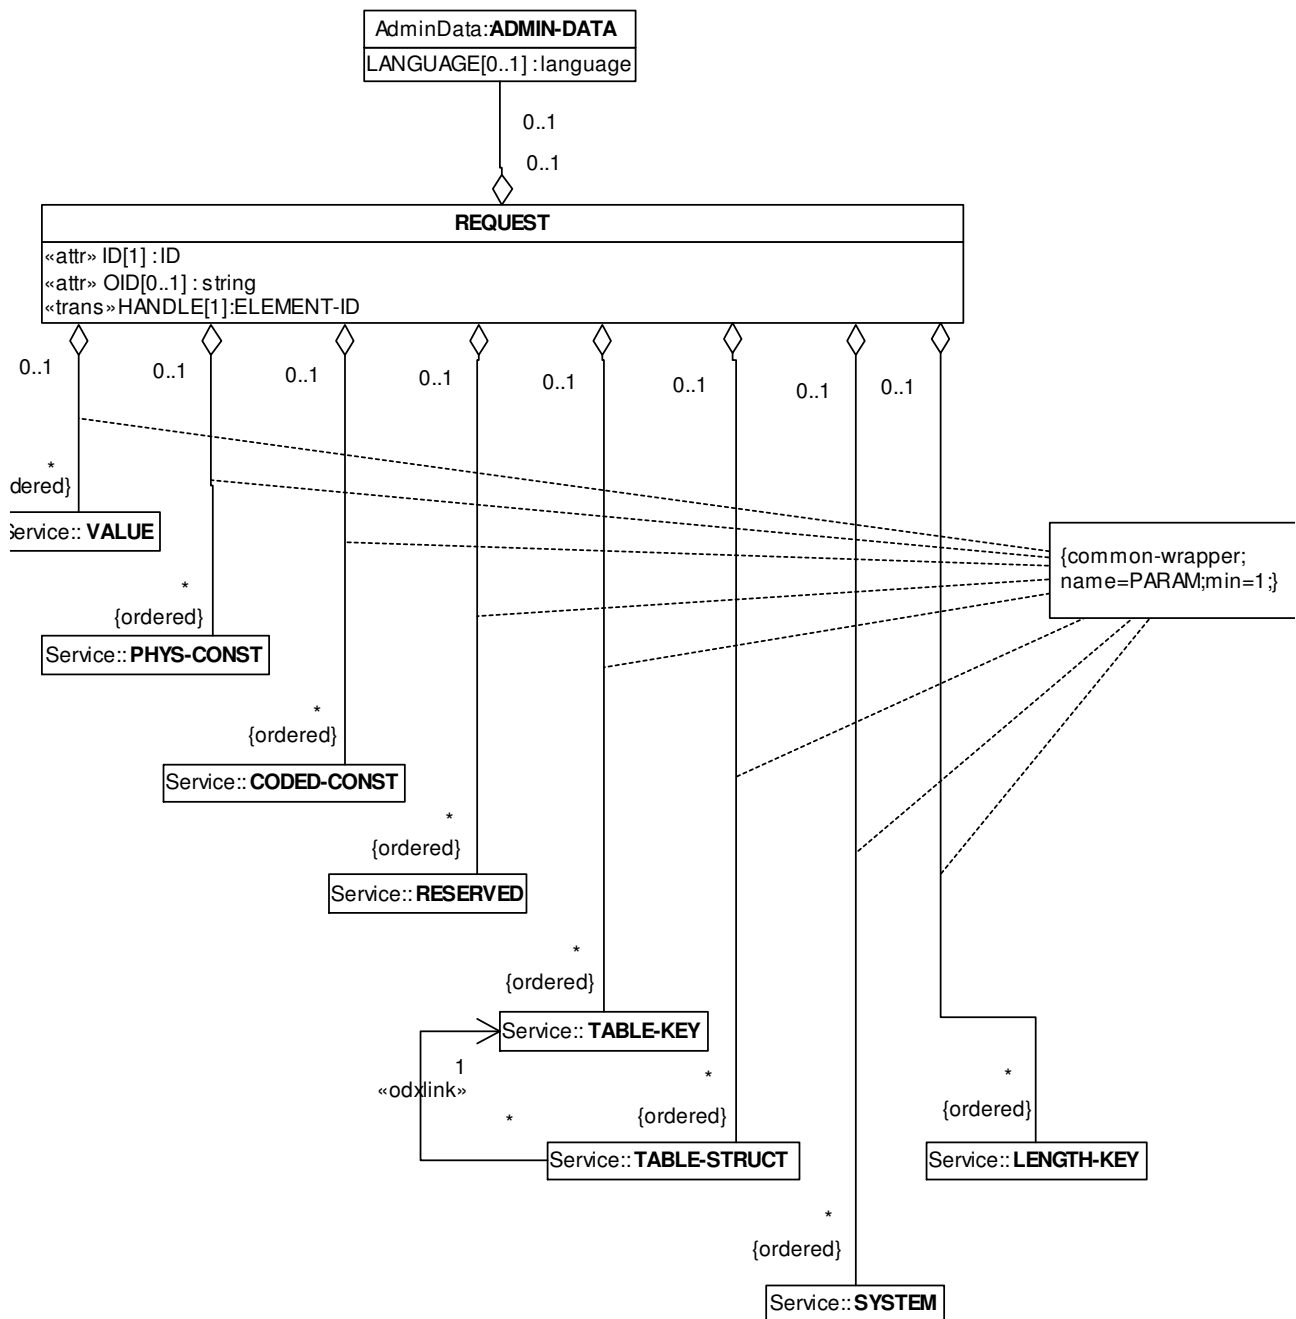 AdminData::ADMIN-DATA
LANGUAGE[0..1] : language
0..1
0..1
REQUEST
«attr» ID[1] : ID
«attr» OID[0..1] : string
«trans»HANDLE[1]:ELEMENT-ID
0..1
0..1
0..1
0..1
0..1
0..1
0..1
0..1
*
dered}
Service:: VALUE
{common-wrapper;
name=PARAM;min=1;}
*
{ordered}
Service:: PHYS-CONST
*
{ordered}
Service:: CODED-CONST
*
{ordered}
Service:: RESERVED
*
{ordered}
Service:: TABLE-KEY
1
«odxlink»
*
*
{ordered}
Service:: TABLE-STRUCT
*
{ordered}
Service:: LENGTH-KEY
*
{ordered}
Service:: SYSTEM